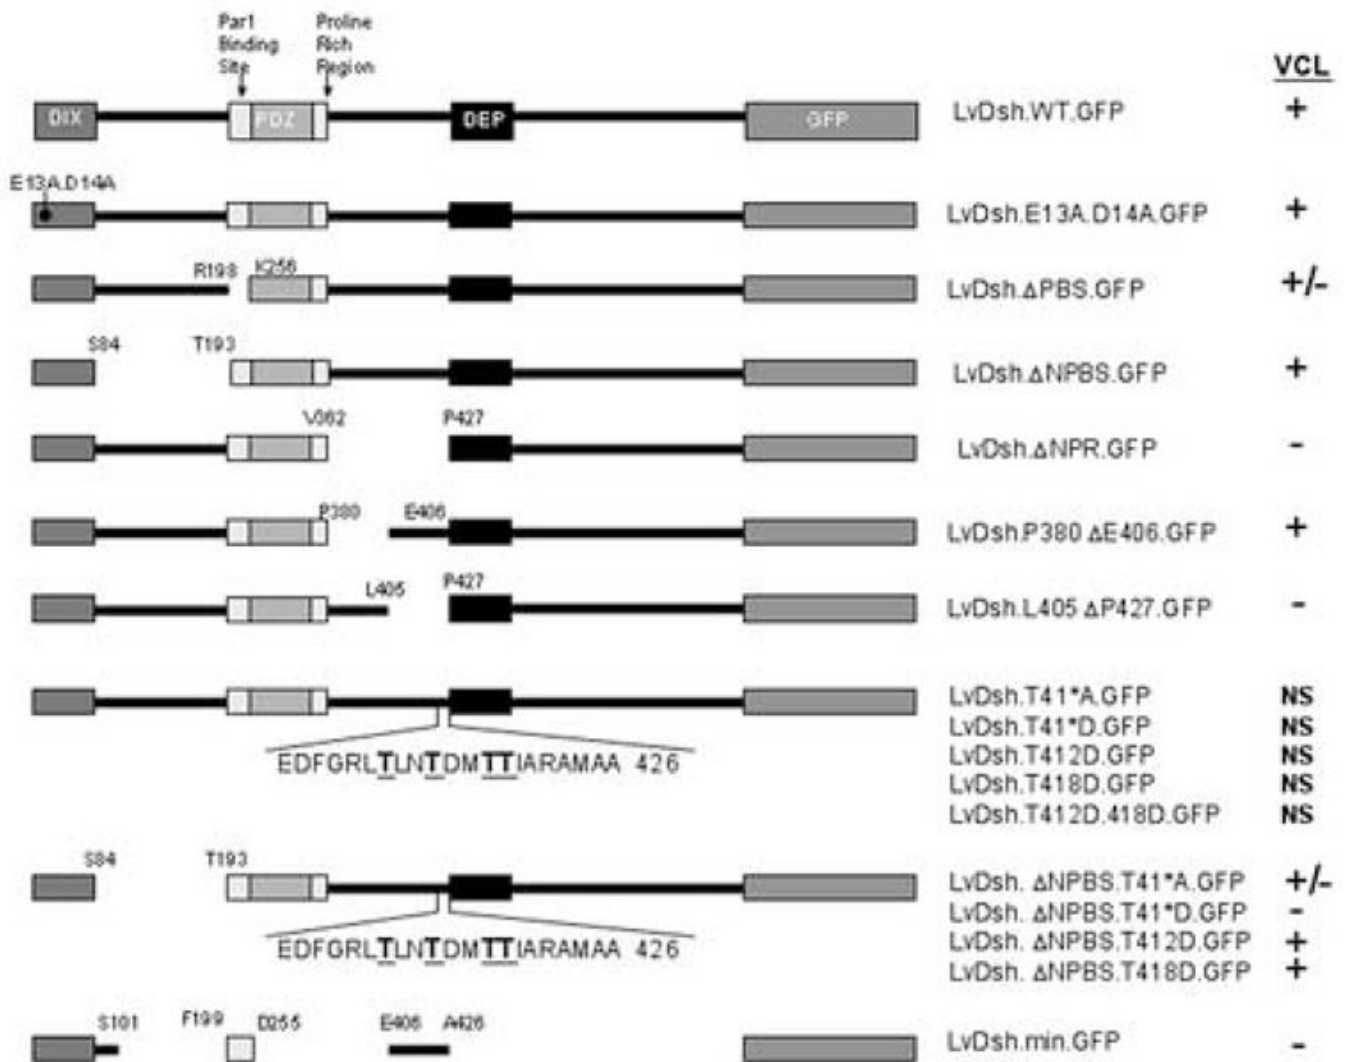 Par1 Binding Site
Proline Rich Region
VCL
DIX PDZ DEP GFP LvDsh.WT.GFP +
E13A.D14A
LvDsh.E13A.D14A.GFP +
R198 K256
LvDsh.ΔPBS.GFP +/-
S84 T193
LvDsh.ΔNPBS.GFP +
V362 P427
LvDsh.ΔNPR.GFP -
P380 E406
LvDsh.P380 ΔE406.GFP +
L405 P427
LvDsh.L405 ΔP427.GFP -
LvDsh.T41*A.GFP NS
LvDsh.T41*D.GFP NS
EDFGRLTLNTDMTTIARAMAA 426
LvDsh.T412D.GFP NS
LvDsh.T418D.GFP NS
LvDsh.T412D.418D.GFP NS
S84 T193
LvDsh. ΔNPBS.T41*A.GFP +/-
LvDsh. ΔNPBS.T41*D.GFP -
EDFGRLTLNTDMTTIARAMAA 426
LvDsh. ΔNPBS.T412D.GFP +
LvDsh. ΔNPBS.T418D.GFP +
S101 F199 D255 E406 A426
LvDsh.min.GFP -